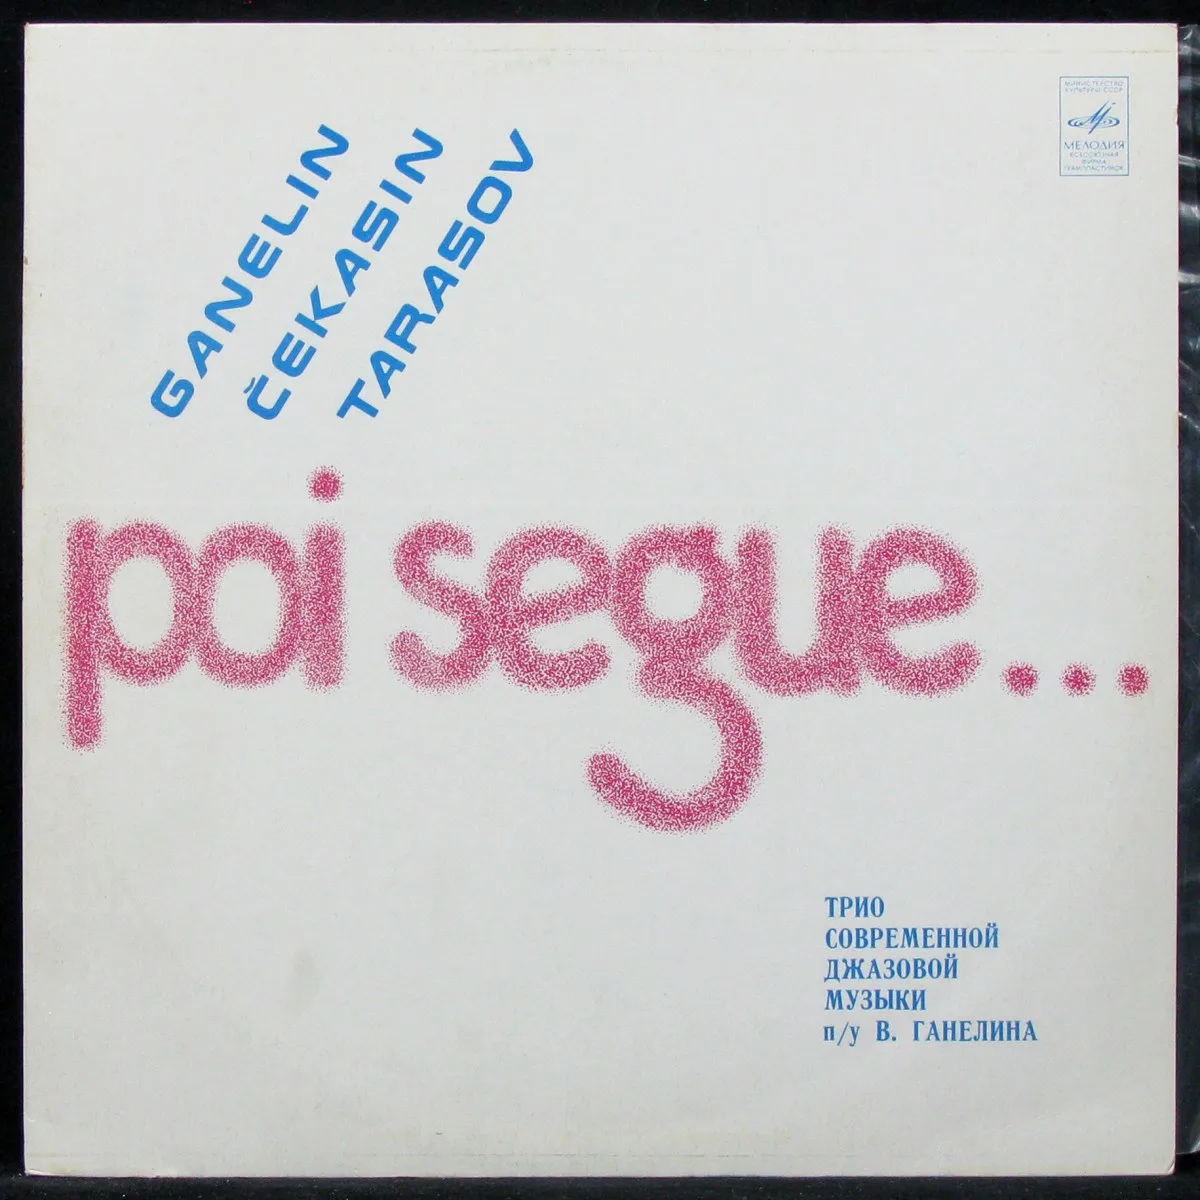 GANELIN
ČEKASIN
TARASOV
МИНИСТЕРСТВО
КУЛЬТУРЫ СССР
МЕЛОДИЯ
ВСЕСОЮЗНАЯ
ФИРМА
ГРАМПЛАСТИНОК
poi segue...
ТРИО
СОВРЕМЕННОЙ
ДЖАЗОВОЙ
МУЗЫКИ
п/у В. ГАНЕЛИНА